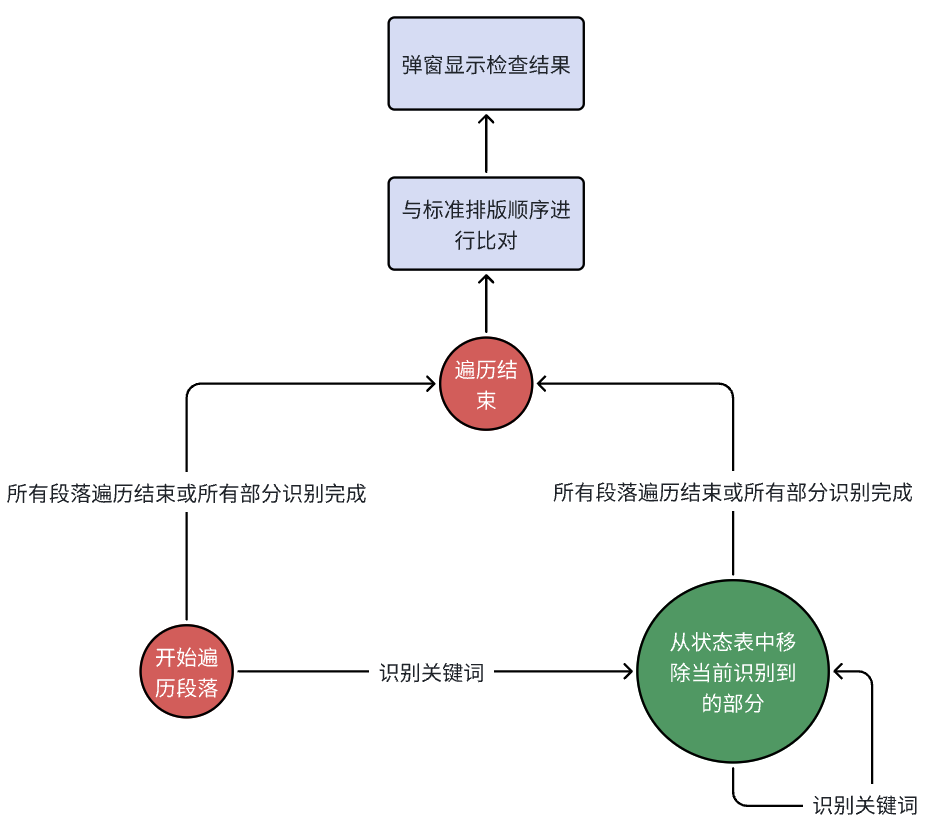 弹窗显示检查结果
与标准排版顺序进
行比对
遍历结
束
所有段落遍历结束或所有部分识别完成
所有段落遍历结束或所有部分识别完成
开始遍
历段落
识别关键词
从状态表中移
除当前识别到
的部分
识别关键词